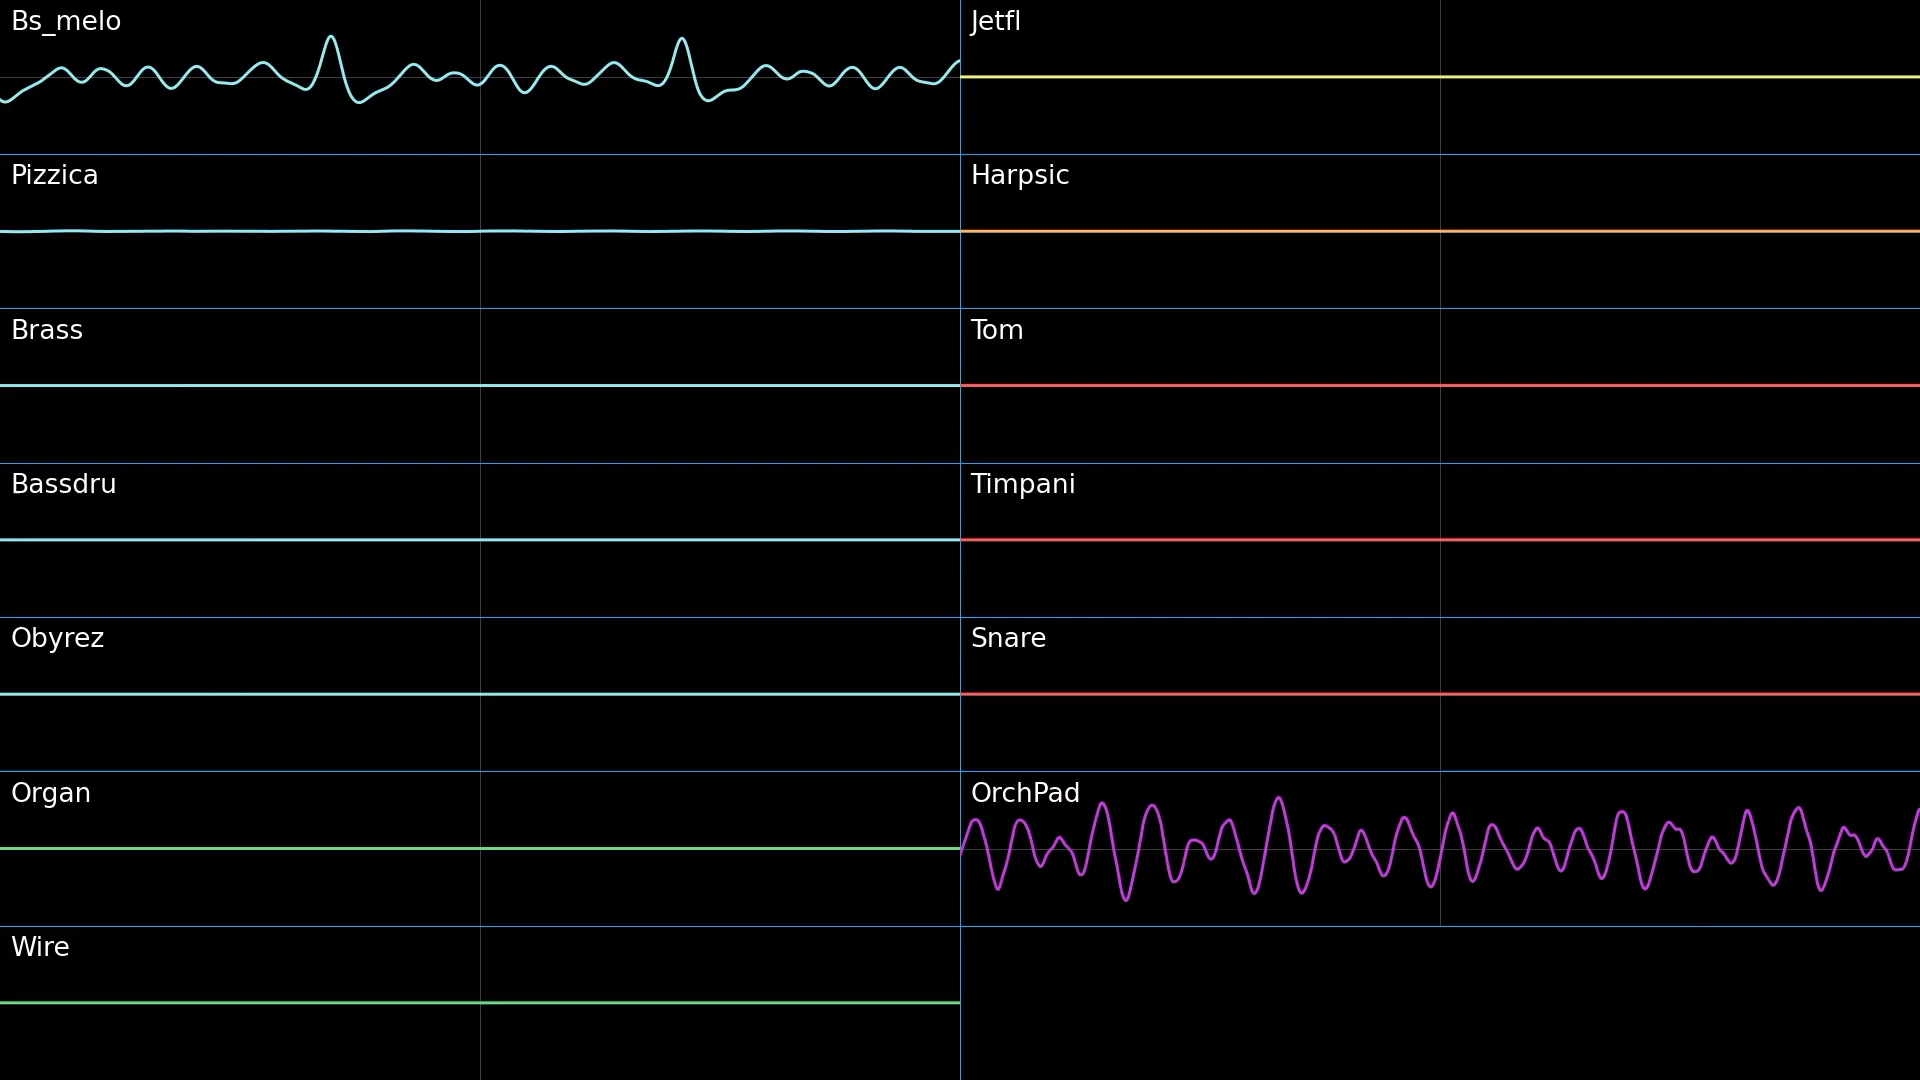 Bs_melo
Jetfl
Pizzica
Harpsic
Brass
Tom
Bassdru
Timpani
Obyrez
Snare
Organ
OrchPad
Wire